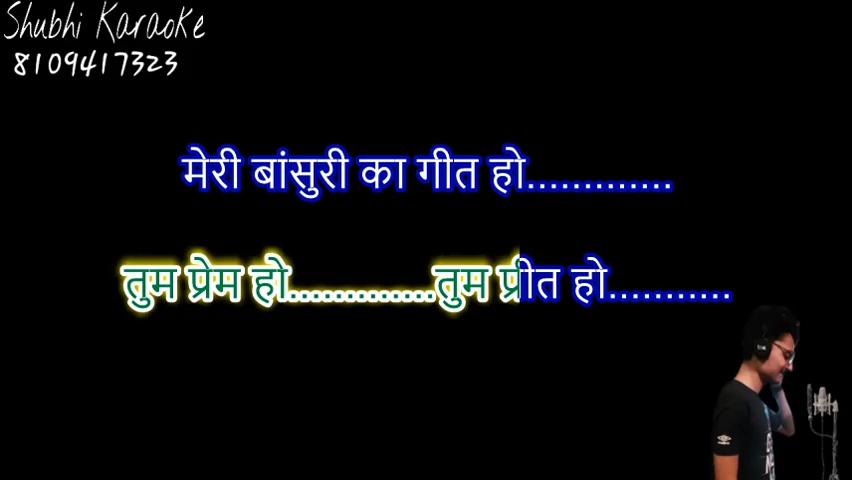 Shubhi Karaoke
8109417323
मेरी बांसुरी का गीत हो.............
तुम प्रेम हो.............तुम प्रीत हो...........